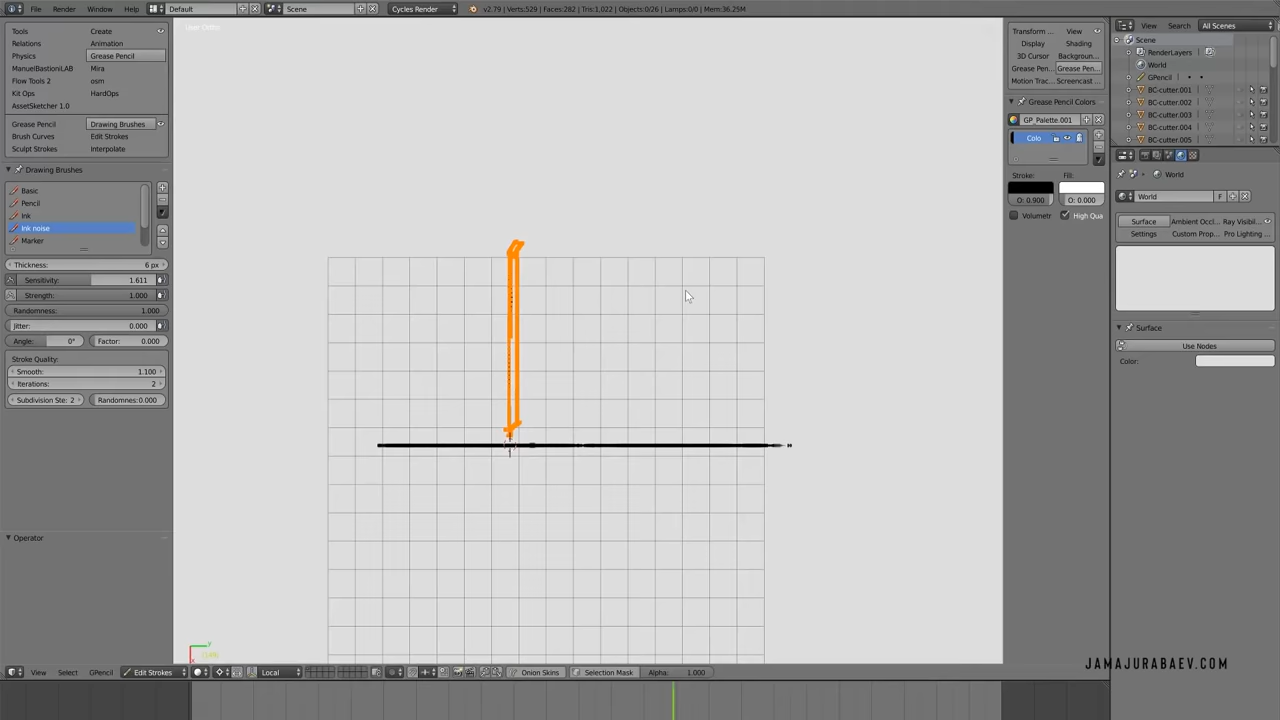 File Render Window Help Default Scene Cycles Render v2.79 | Verts:529 | Faces:282 | Tris:1,022 | Objects:0/26 | Lamps:0/0 | Mem:36.25M
Tools Create
Relations Animation
Physics Grease Pencil
ManuelBastioniLAB Mira
Flow Tools 2 osm
Kit Ops HardOps
AssetSketcher 1.0
Grease Pencil Drawing Brushes
Brush Curves Edit Strokes
Sculpt Strokes Interpolate
Drawing Brushes
Basic
Pencil
Ink
Ink noise
Marker
Thickness: 6 px
Sensitivity: 1.611
Strength: 1.000
Randomness: 1.000
Jitter: 0.000
Angle: 0° Factor: 0.000
Stroke Quality:
Smooth: 1.100
Iterations: 2
Subdivision Ste: 2 Randomnes:0.000
Operator
User Ortho
y
x
View Select GPencil Edit Strokes Local Onion Skins Selection Mask Alpha: 1.000
Transform ... View
Display Shading
3D Cursor Backgroun...
Grease Pen... Grease Pen...
Motion Trac... Screencast ...
Grease Pencil Colors
GP_Palette.001
Colo
Stroke: Fill:
O: 0.900 O: 0.000
Volumetr High Qua
View Search All Scenes
Scene
RenderLayers
World
GPencil
BC-cutter.001
BC-cutter.002
BC-cutter.003
BC-cutter.004
BC-cutter.005
World
World F
Surface Ambient Occl... Ray Visibil...
Settings Custom Prop... Pro Lighting ...
Surface
Use Nodes
Color:
JAMAJURABAEV.COM